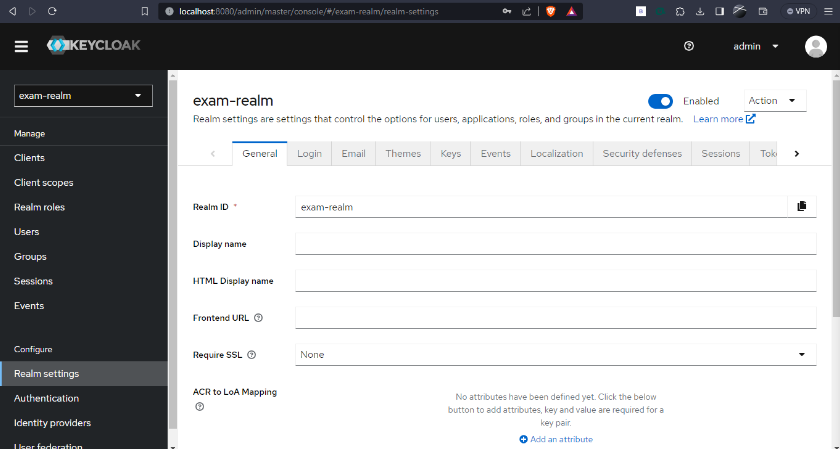 localhost:8080/admin/master/console/#/exam-realm/realm-settings
VPN
KEYCLOAK
admin
exam-realm
Manage
Clients
Client scopes
Realm roles
Users
Groups
Sessions
Events
Configure
Realm settings
Authentication
Identity providers
User federation
exam-realm
Enabled
Action
Realm settings are settings that control the options for users, applications, roles, and groups in the current realm. Learn more
General Login Email Themes Keys Events Localization Security defenses Sessions Tok
Realm ID *
exam-realm
Display name
HTML Display name
Frontend URL
Require SSL
None
ACR to LoA Mapping
No attributes have been defined yet. Click the below
button to add attributes, key and value are required for a
key pair.
Add an attribute